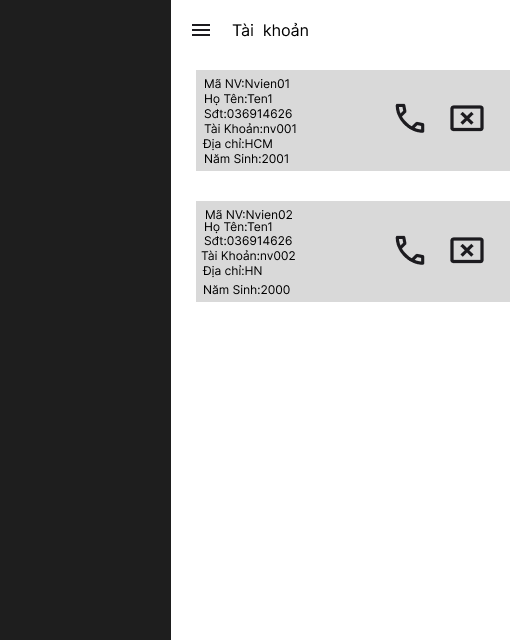 Tài khoản
Mã NV:Nvien01
Họ Tên:Ten1
Sđt:036914626
Tài Khoản:nv001
Địa chỉ:HCM
Năm Sinh:2001
Mã NV:Nvien02
Họ Tên:Ten1
Sđt:036914626
Tài Khoản:nv002
Địa chỉ:HN
Năm Sinh:2000